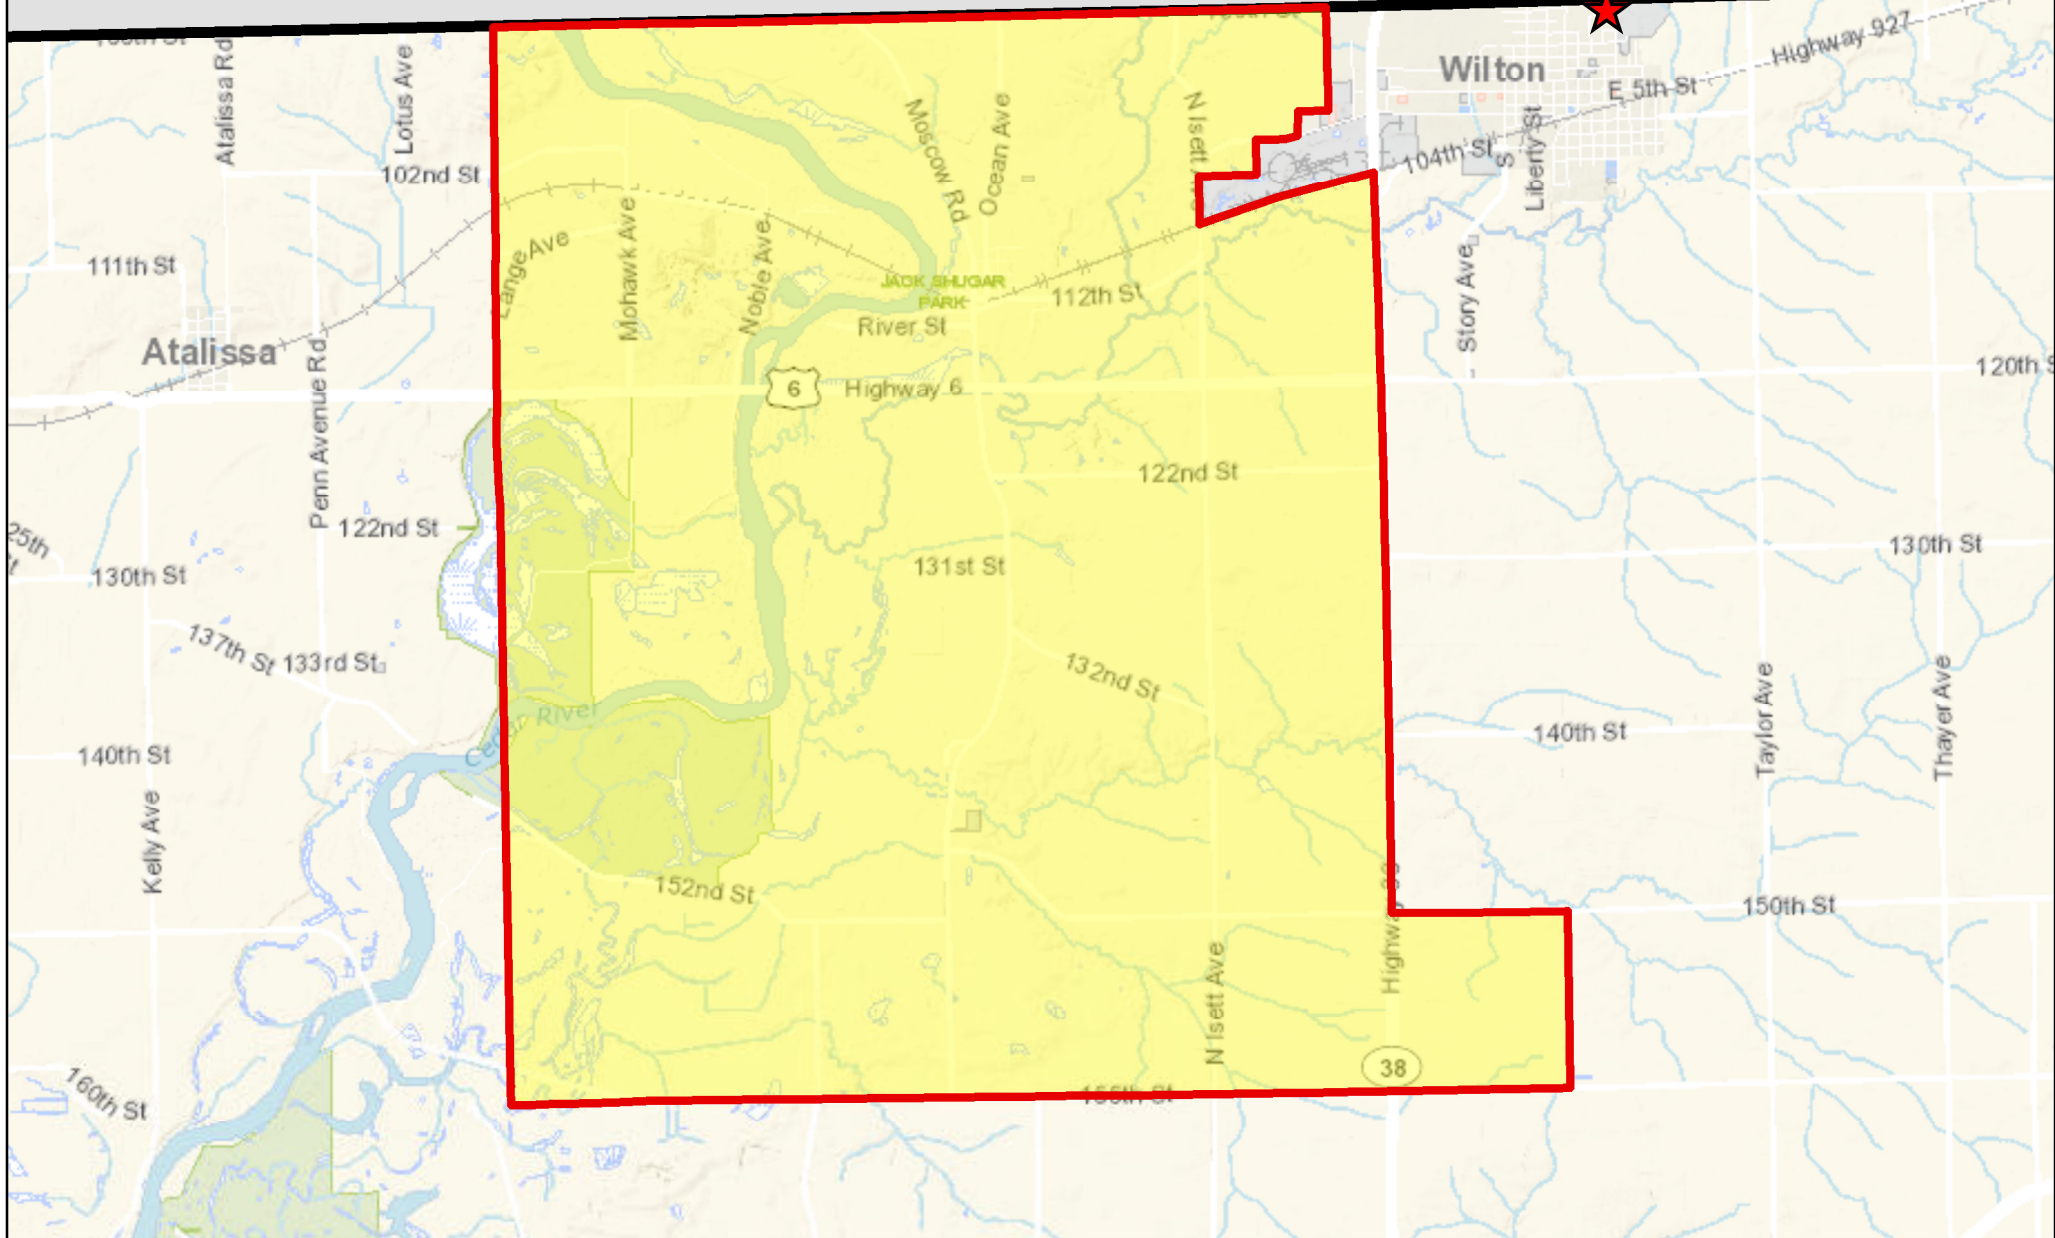 Wilton
Highway 927
E 5th St
104th St
S
Liberty St
Atalissa Rd
Lotus Ave
102nd St
Moscow Rd
Ocean Ave
N Isett Ave
111th St
Lange Ave
Mohawk Ave
Noble Ave
JACK SHUGAR
PARK
112th St
River St
Story Ave
Atalissa
Penn Avenue Rd
6
Highway 6
120th S
122nd St
122nd St
25th
130th St
131st St
130th St
137th St
133rd St
132nd St
Cedar River
140th St
140th St
Taylor Ave
Thayer Ave
Kelly Ave
152nd St
150th St
N Isett Ave
Highway 38
38
160th St